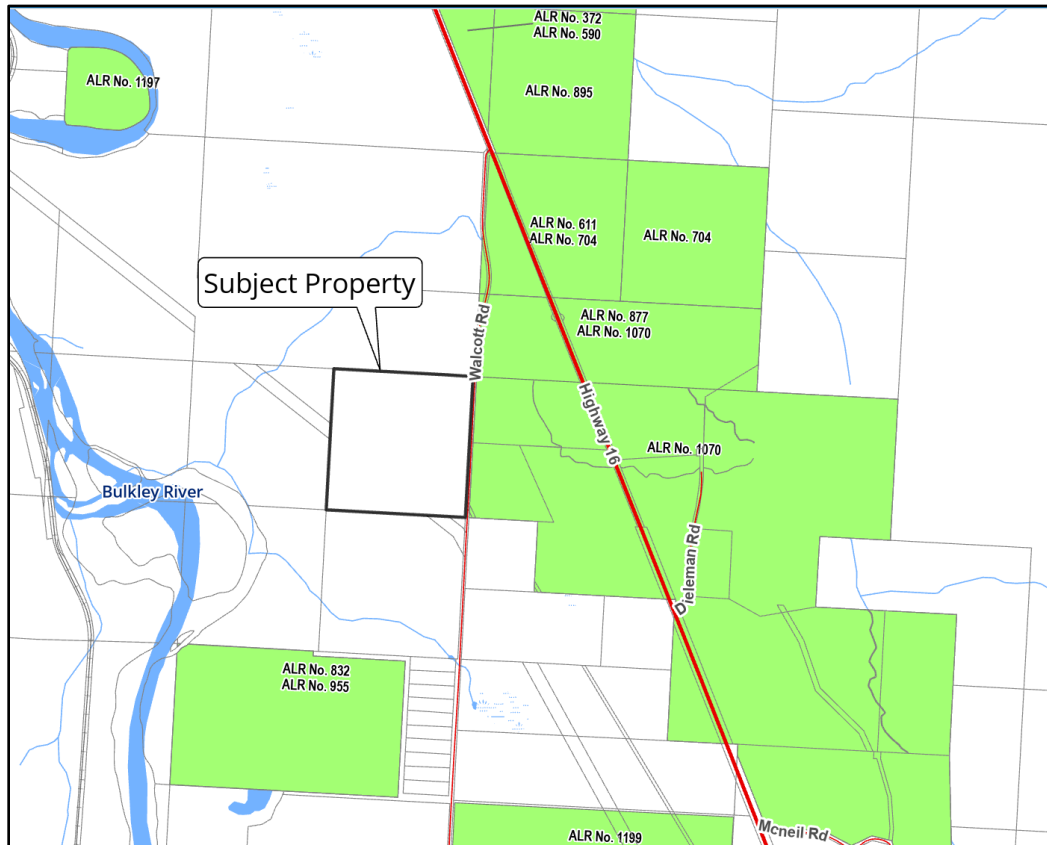 ALR No. 372
ALR No. 590
ALR No. 1197
ALR No. 895
ALR No. 611
ALR No. 704
ALR No. 704
Subject Property
Walcott Rd
ALR No. 877
ALR No. 1070
Highway 16
ALR No. 1070
Bulkley River
Dieleman Rd
ALR No. 832
ALR No. 955
Mcneil Rd
ALR No. 1199